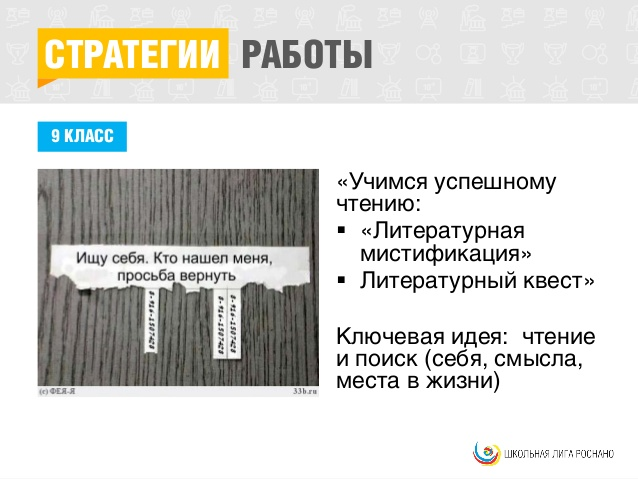 СТРАТЕГИИ РАБОТЫ
9 КЛАСС
Ищу себя. Кто нашел меня,
просьба вернуть
(c) ФЕЯ-Я 33b.ru
«Учимся успешному
чтению:
▪ «Литературная
мистификация»
▪ Литературный квест»
Ключевая идея: чтение
и поиск (себя, смысла,
места в жизни)
ШКОЛЬНАЯ ЛИГА РОСНАНО